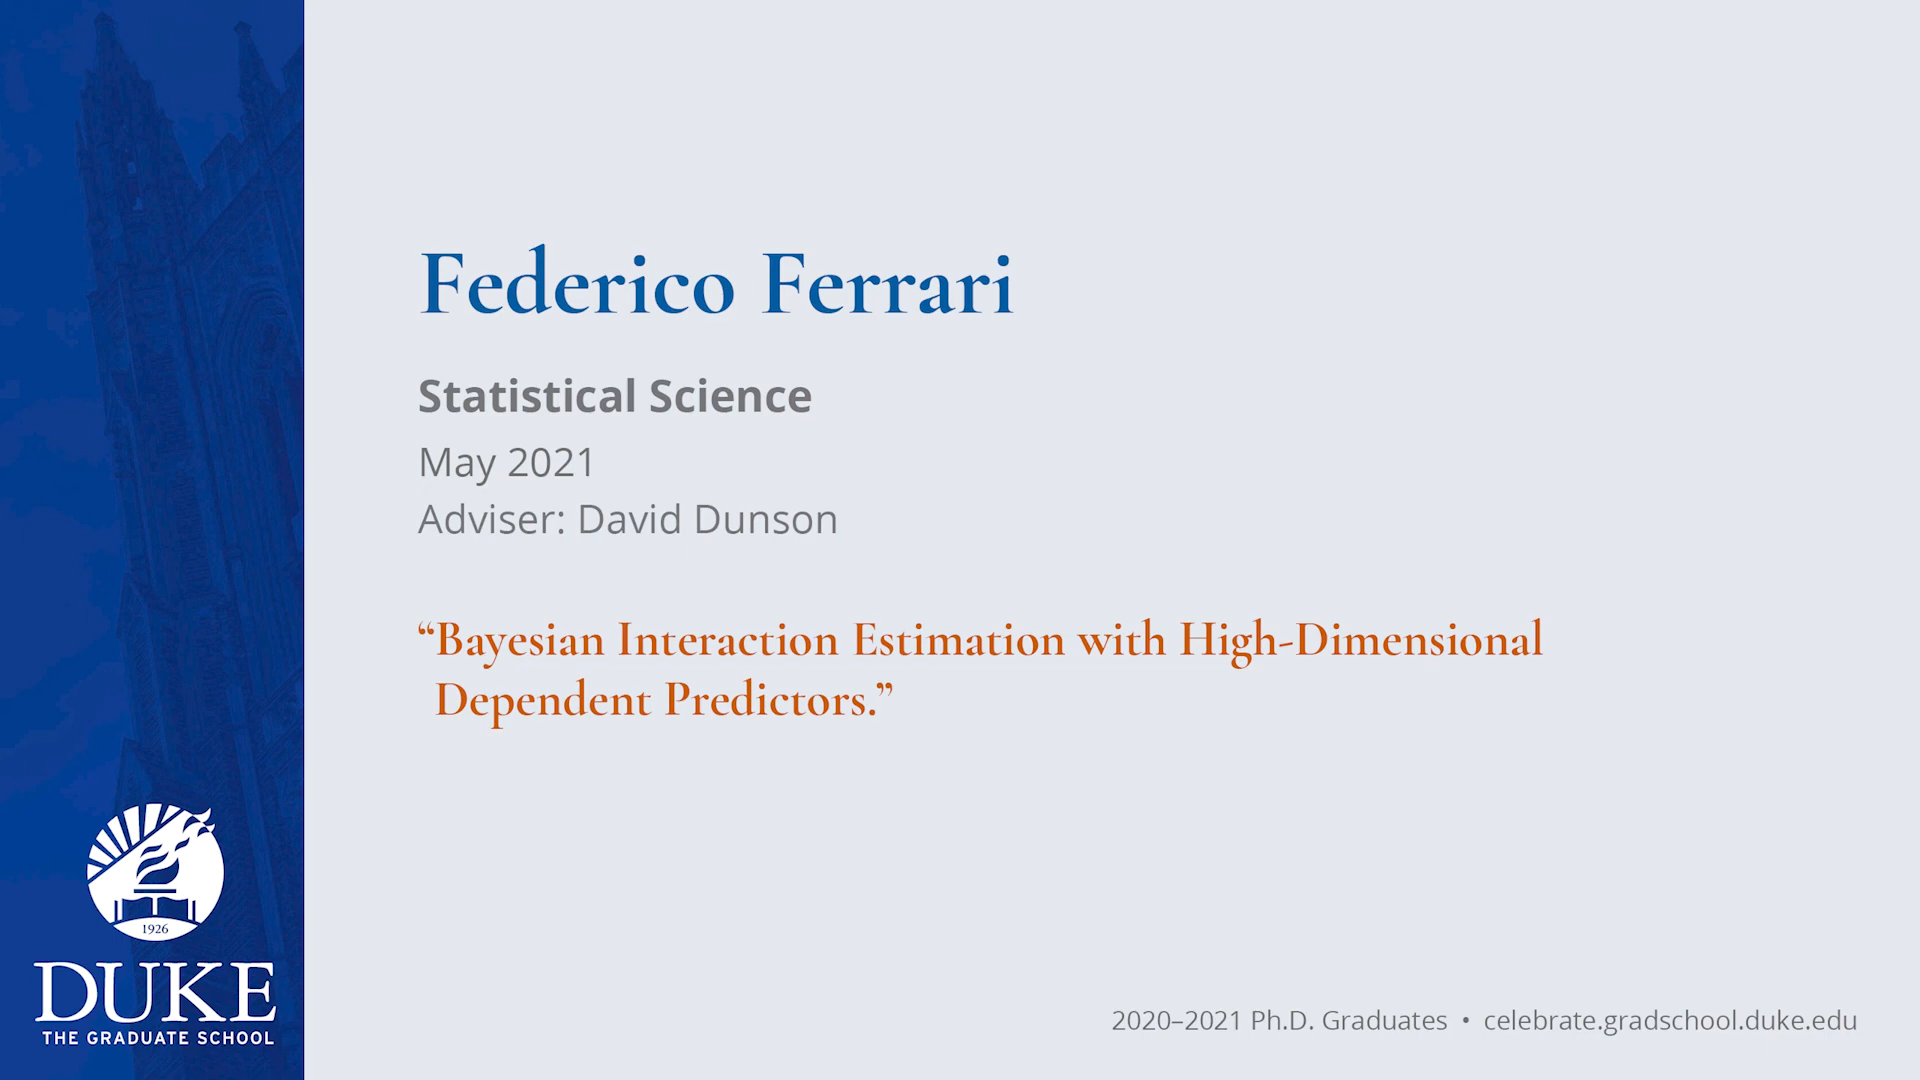 Federico Ferrari
Statistical Science
May 2021
Adviser: David Dunson
“Bayesian Interaction Estimation with High-Dimensional
Dependent Predictors.”
1926
DUKE
THE GRADUATE SCHOOL
2020–2021 Ph.D. Graduates • celebrate.gradschool.duke.edu